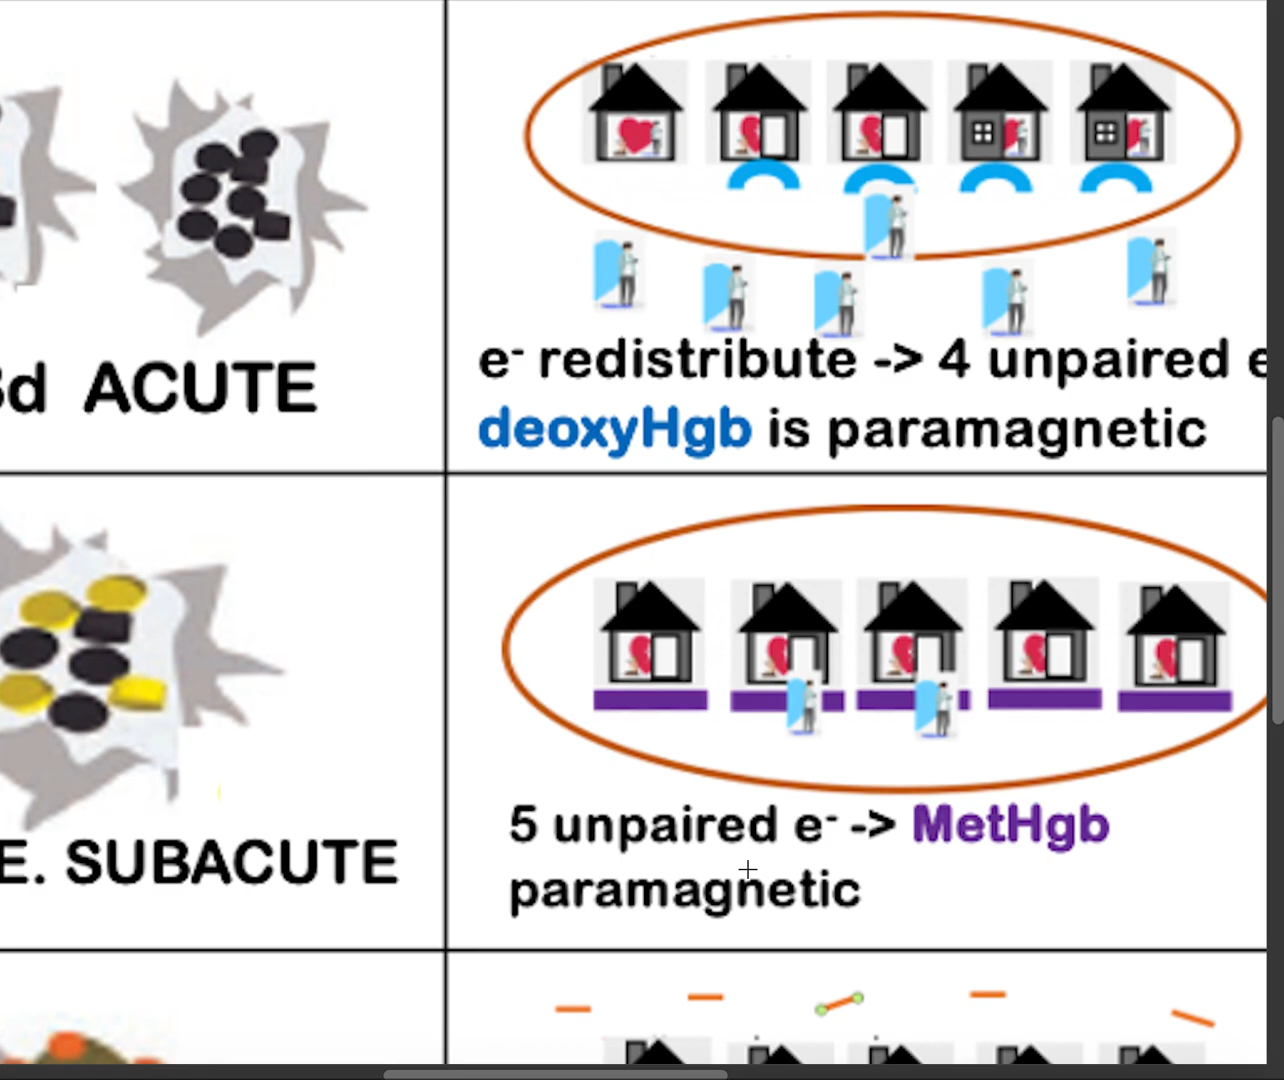 3d ACUTE
e- redistribute -> 4 unpaired e
deoxyHgb is paramagnetic
E. SUBACUTE
5 unpaired e- -> MetHgb
paramagnetic